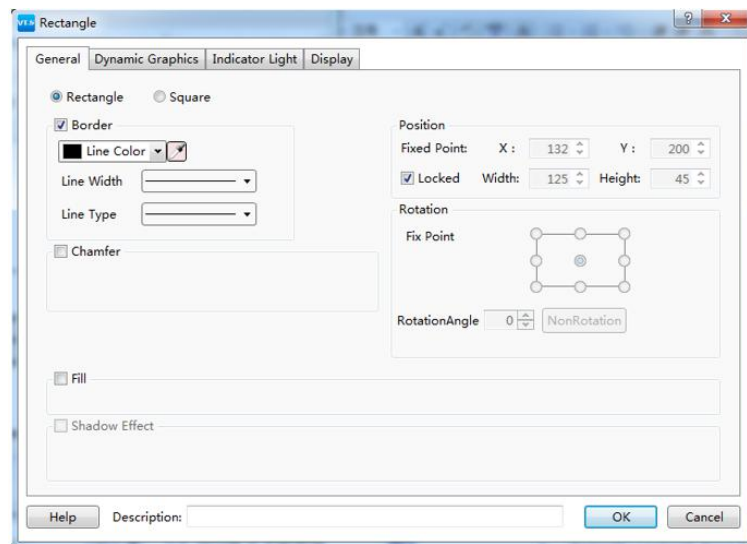 Rectangle
General Dynamic Graphics Indicator Light Display
Rectangle Square
Border
Line Color
Line Width
Line Type
Chamfer
Position
Fixed Point: X : 132 Y : 200
Locked Width: 125 Height: 45
Rotation
Fix Point
RotationAngle 0 NonRotation
Fill
Shadow Effect
Help Description: OK Cancel